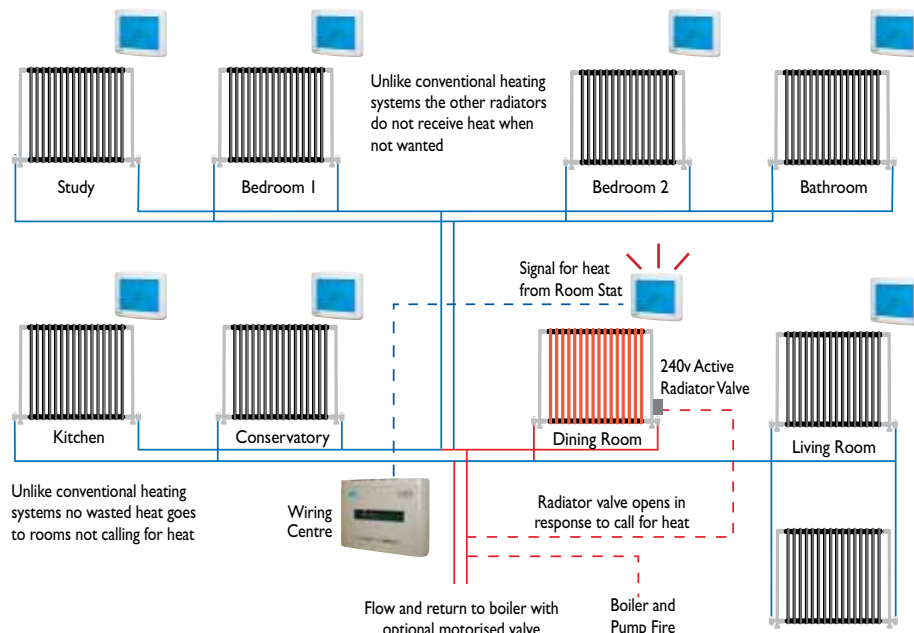 Unlike conventional heating
systems the other radiators
do not receive heat when
not wanted
Study
Bedroom 1
Bedroom 2
Bathroom
Signal for heat
from Room Stat
240v Active
Radiator Valve
Kitchen
Conservatory
Dining Room
Living Room
Unlike conventional heating
systems no wasted heat goes
to rooms not calling for heat
Wiring
Centre
Radiator valve opens in
response to call for heat
Flow and return to boiler with
optional motorised valve
Boiler and
Pump Fire